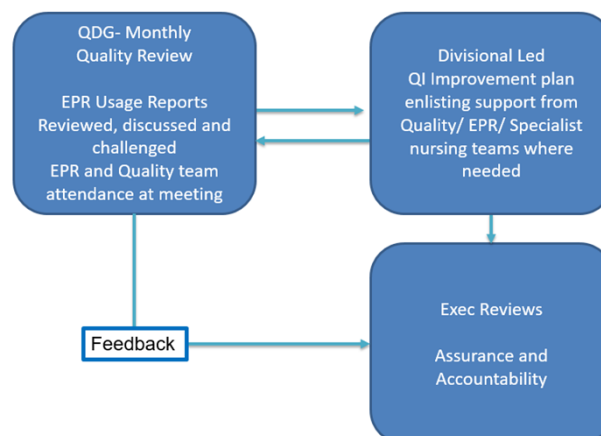 QDG- Monthly
Quality Review
EPR Usage Reports
Reviewed, discussed and
challenged
EPR and Quality team
attendance at meeting
Divisional Led
QI Improvement plan
enlisting support from
Quality/ EPR/ Specialist
nursing teams where
needed
Feedback
Exec Reviews
Assurance and
Accountability